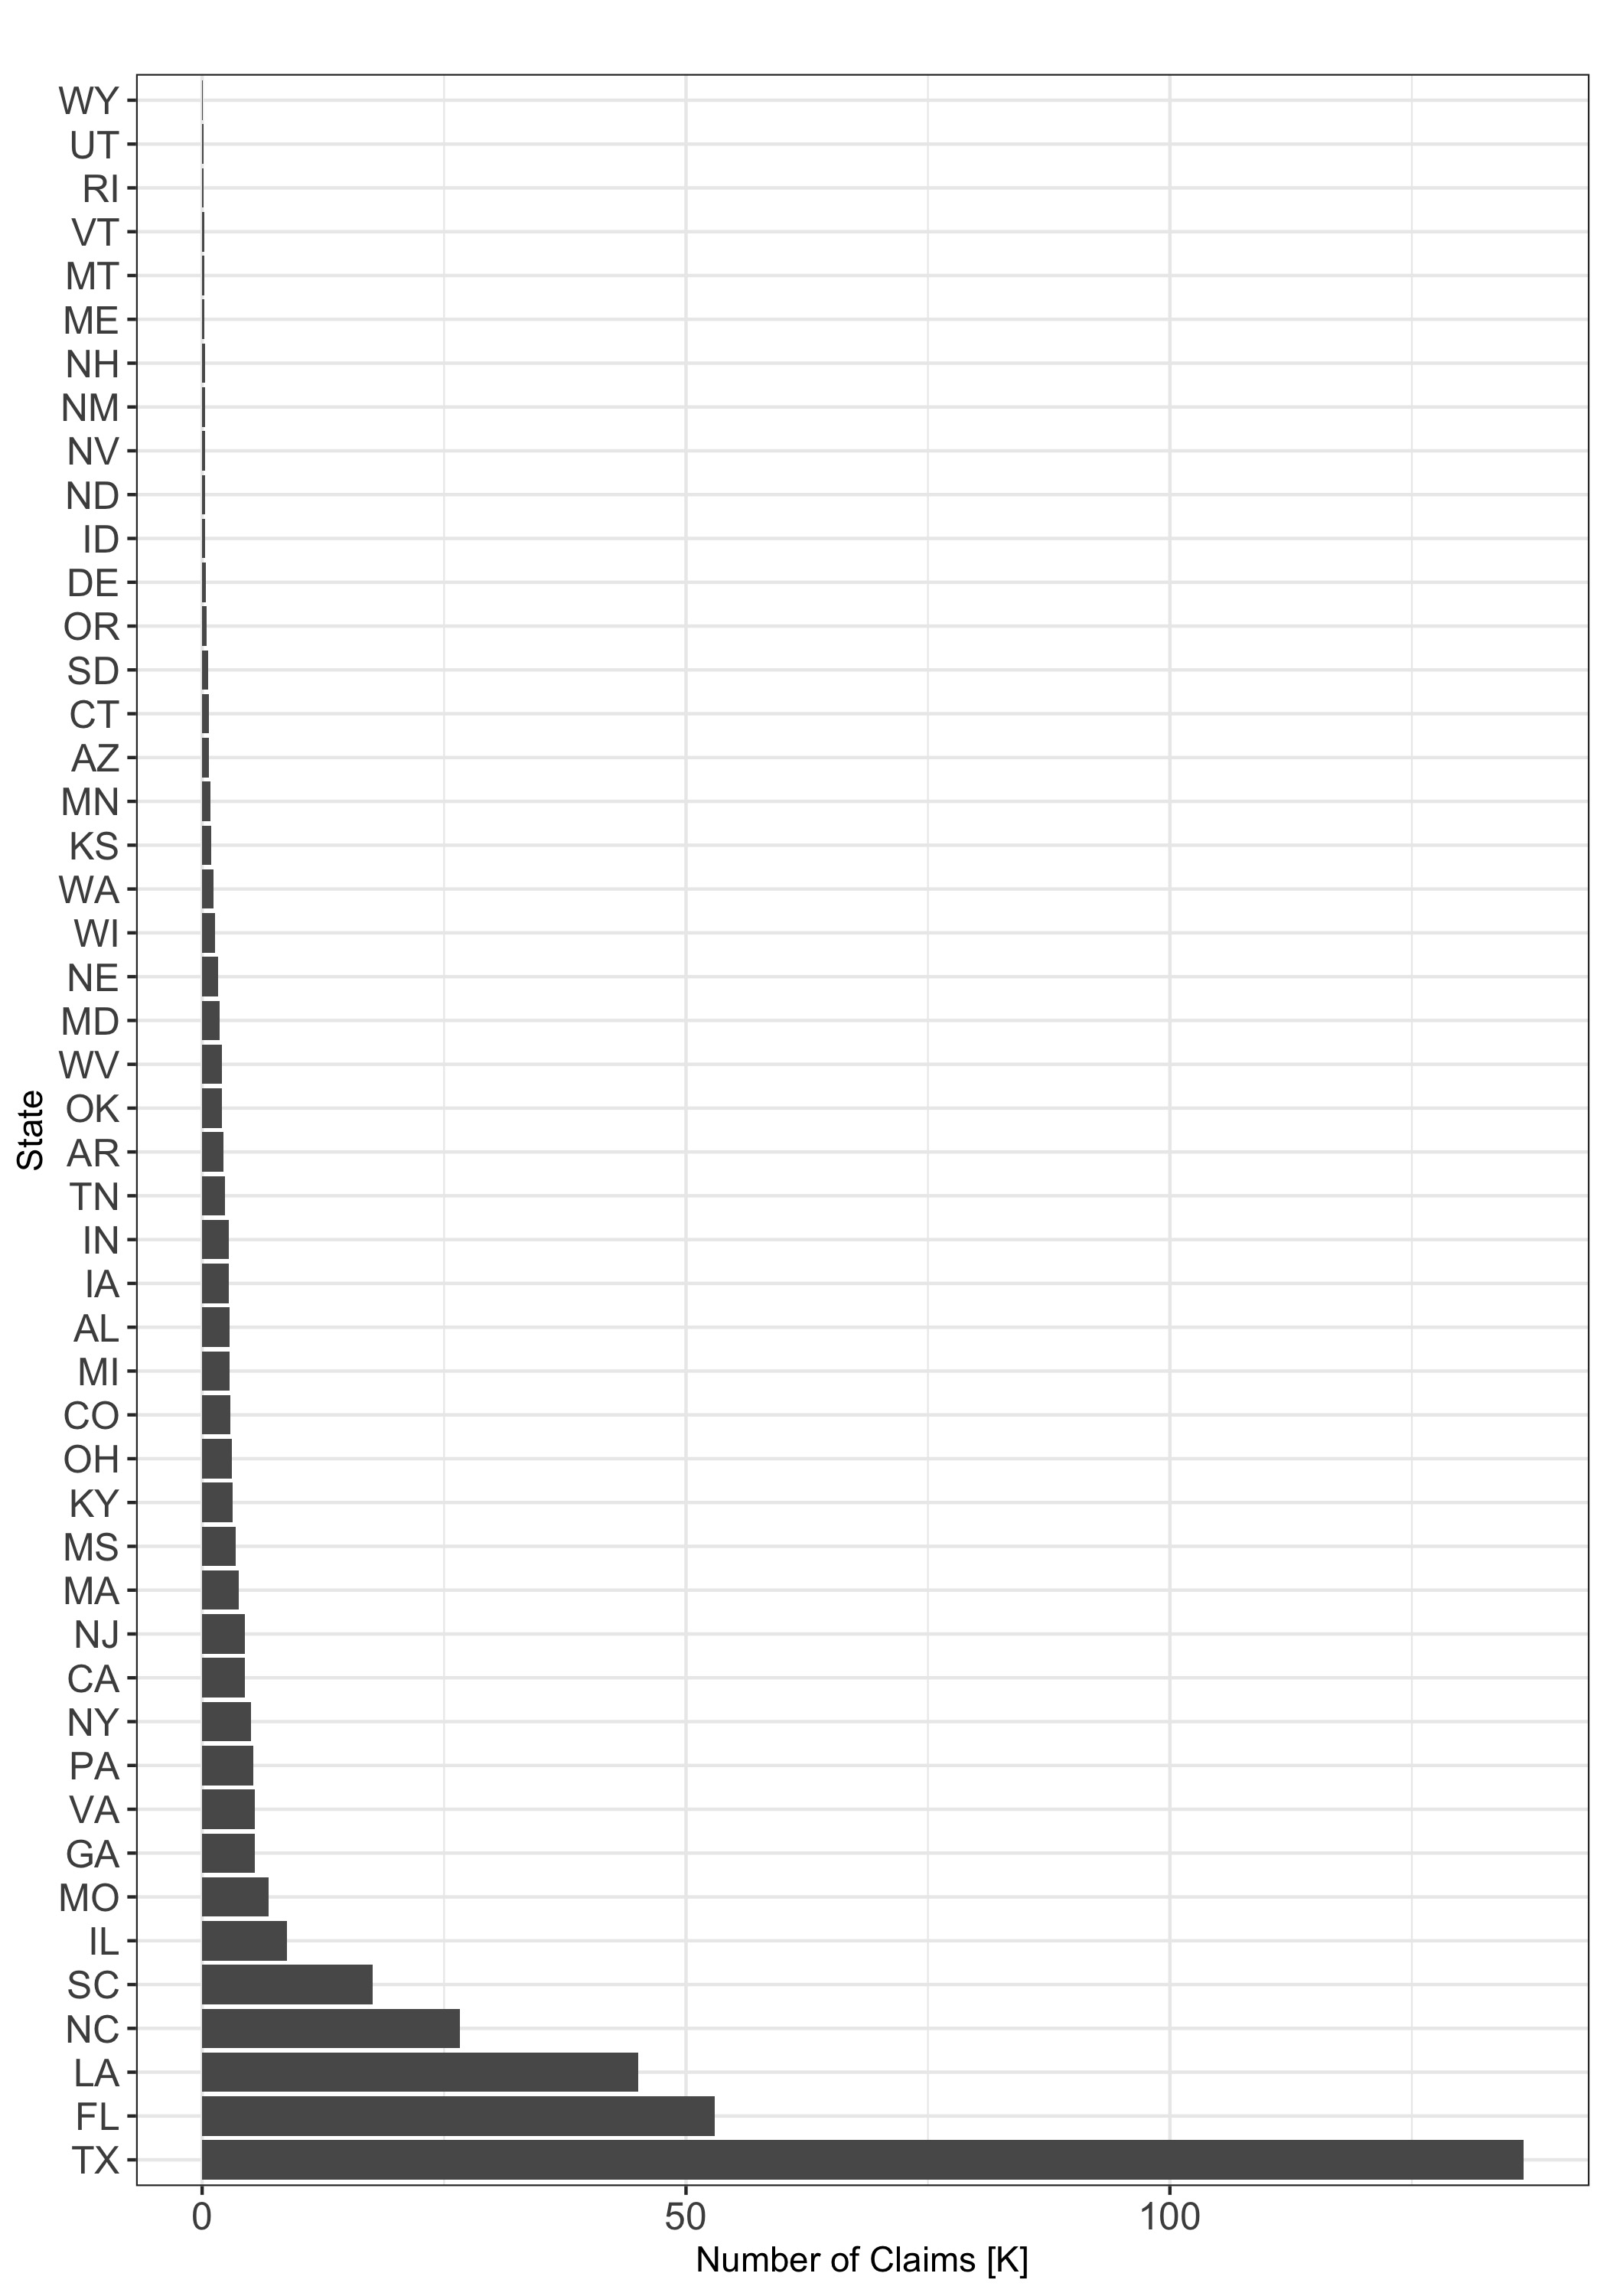 WY
UT
RI
VT
MT
ME
NH
NM
NV
ND
ID
DE
OR
SD
CT
AZ
MN
KS
WA
WI
NE
MD
WV
OK
AR
TN
IN
IA
AL
MI
CO
OH
KY
MS
MA
NJ
CA
NY
PA
VA
GA
MO
IL
SC
NC
LA
FL
TX
State
0 50 100
Number of Claims [K]